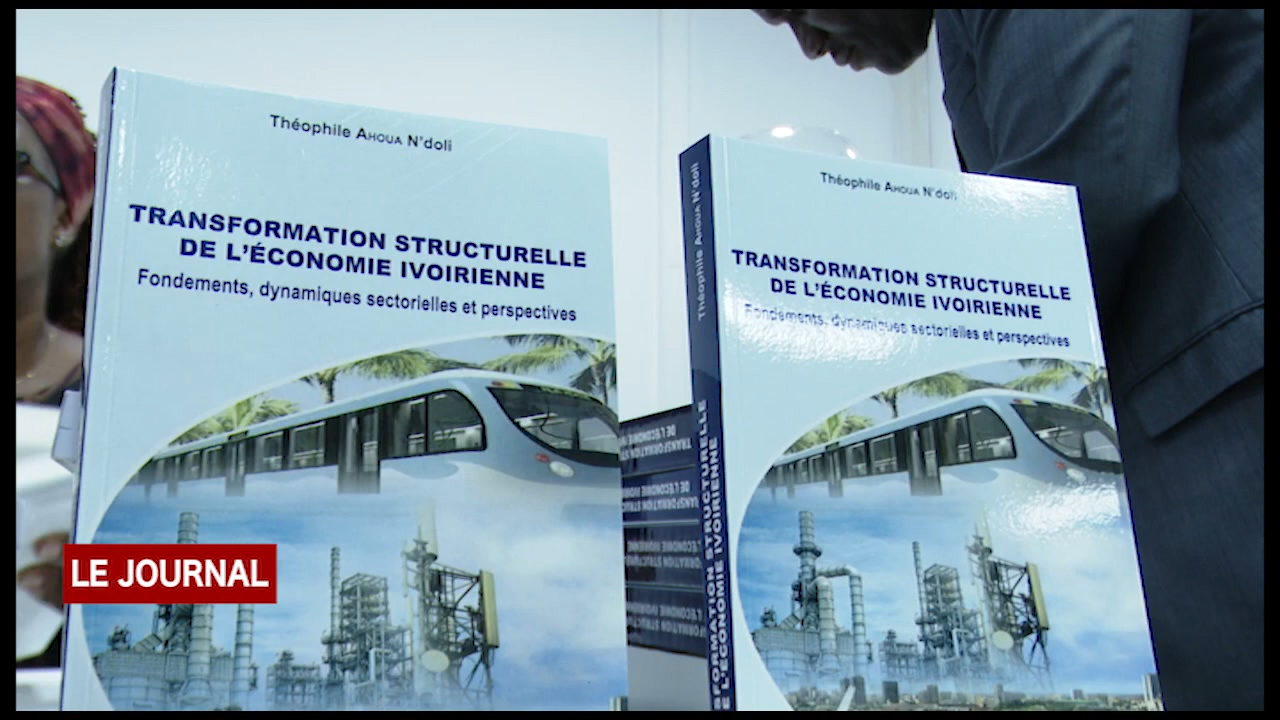 Théophile AHOUA N'doli
TRANSFORMATION STRUCTURELLE
DE L'ÉCONOMIE IVOIRIENNE
Fondements, dynamiques sectorielles et perspectives
Théophile AHOUA N'doli
TRANSFORMATION STRUCTURELLE
DE L'ÉCONOMIE IVOIRIENNE
Théophile AHOUA N'doli
TRANSFORMATION STRUCTURELLE
DE L'ÉCONOMIE IVOIRIENNE
Fondements, dynamiques sectorielles et perspectives
LE JOURNAL